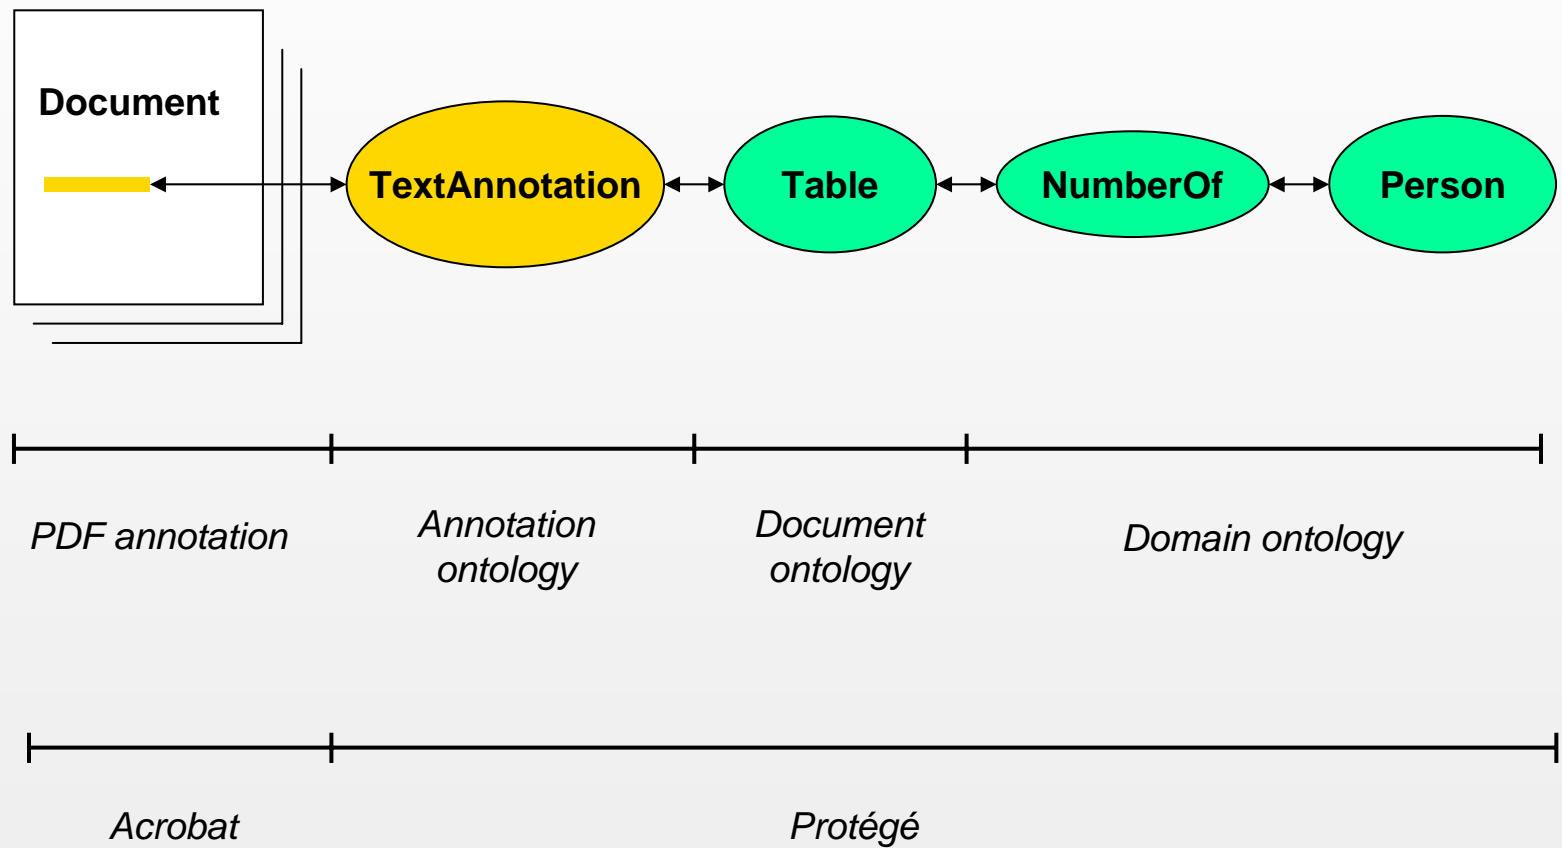 Document
TextAnnotation
Table
NumberOf
Person
PDF annotation
Annotation
ontology
Document
ontology
Domain ontology
Acrobat
Protégé